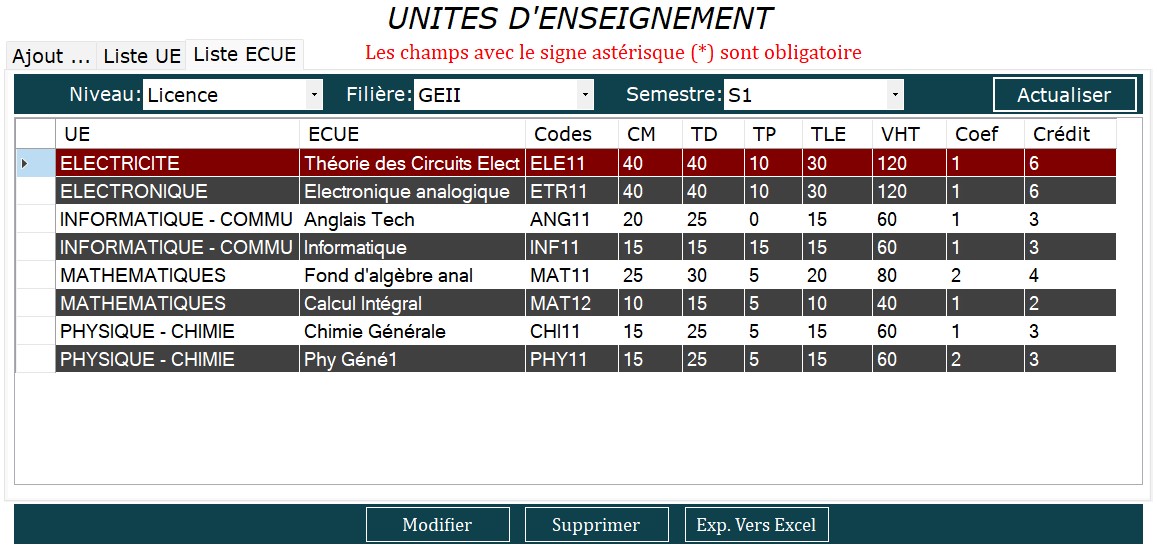 UNITES D'ENSEIGNEMENT
Ajout ... Liste UE Liste ECUE Les champs avec le signe astérisque (*) sont obligatoire
Niveau: Licence Filière: GEII Semestre: S1 Actualiser
UE ECUE Codes CM TD TP TLE VHT Coef Crédit
ELECTRICITE Théorie des Circuits Elect ELE11 40 40 10 30 120 1 6
ELECTRONIQUE Electronique analogique ETR11 40 40 10 30 120 1 6
INFORMATIQUE - COMMU Anglais Tech ANG11 20 25 0 15 60 1 3
INFORMATIQUE - COMMU Informatique INF11 15 15 15 15 60 1 3
MATHEMATIQUES Fond d'algèbre anal MAT11 25 30 5 20 80 2 4
MATHEMATIQUES Calcul Intégral MAT12 10 15 5 10 40 1 2
PHYSIQUE - CHIMIE Chimie Générale CHI11 15 25 5 15 60 1 3
PHYSIQUE - CHIMIE Phy Géné1 PHY11 15 25 5 15 60 2 3
Modifier Supprimer Exp. Vers Excel